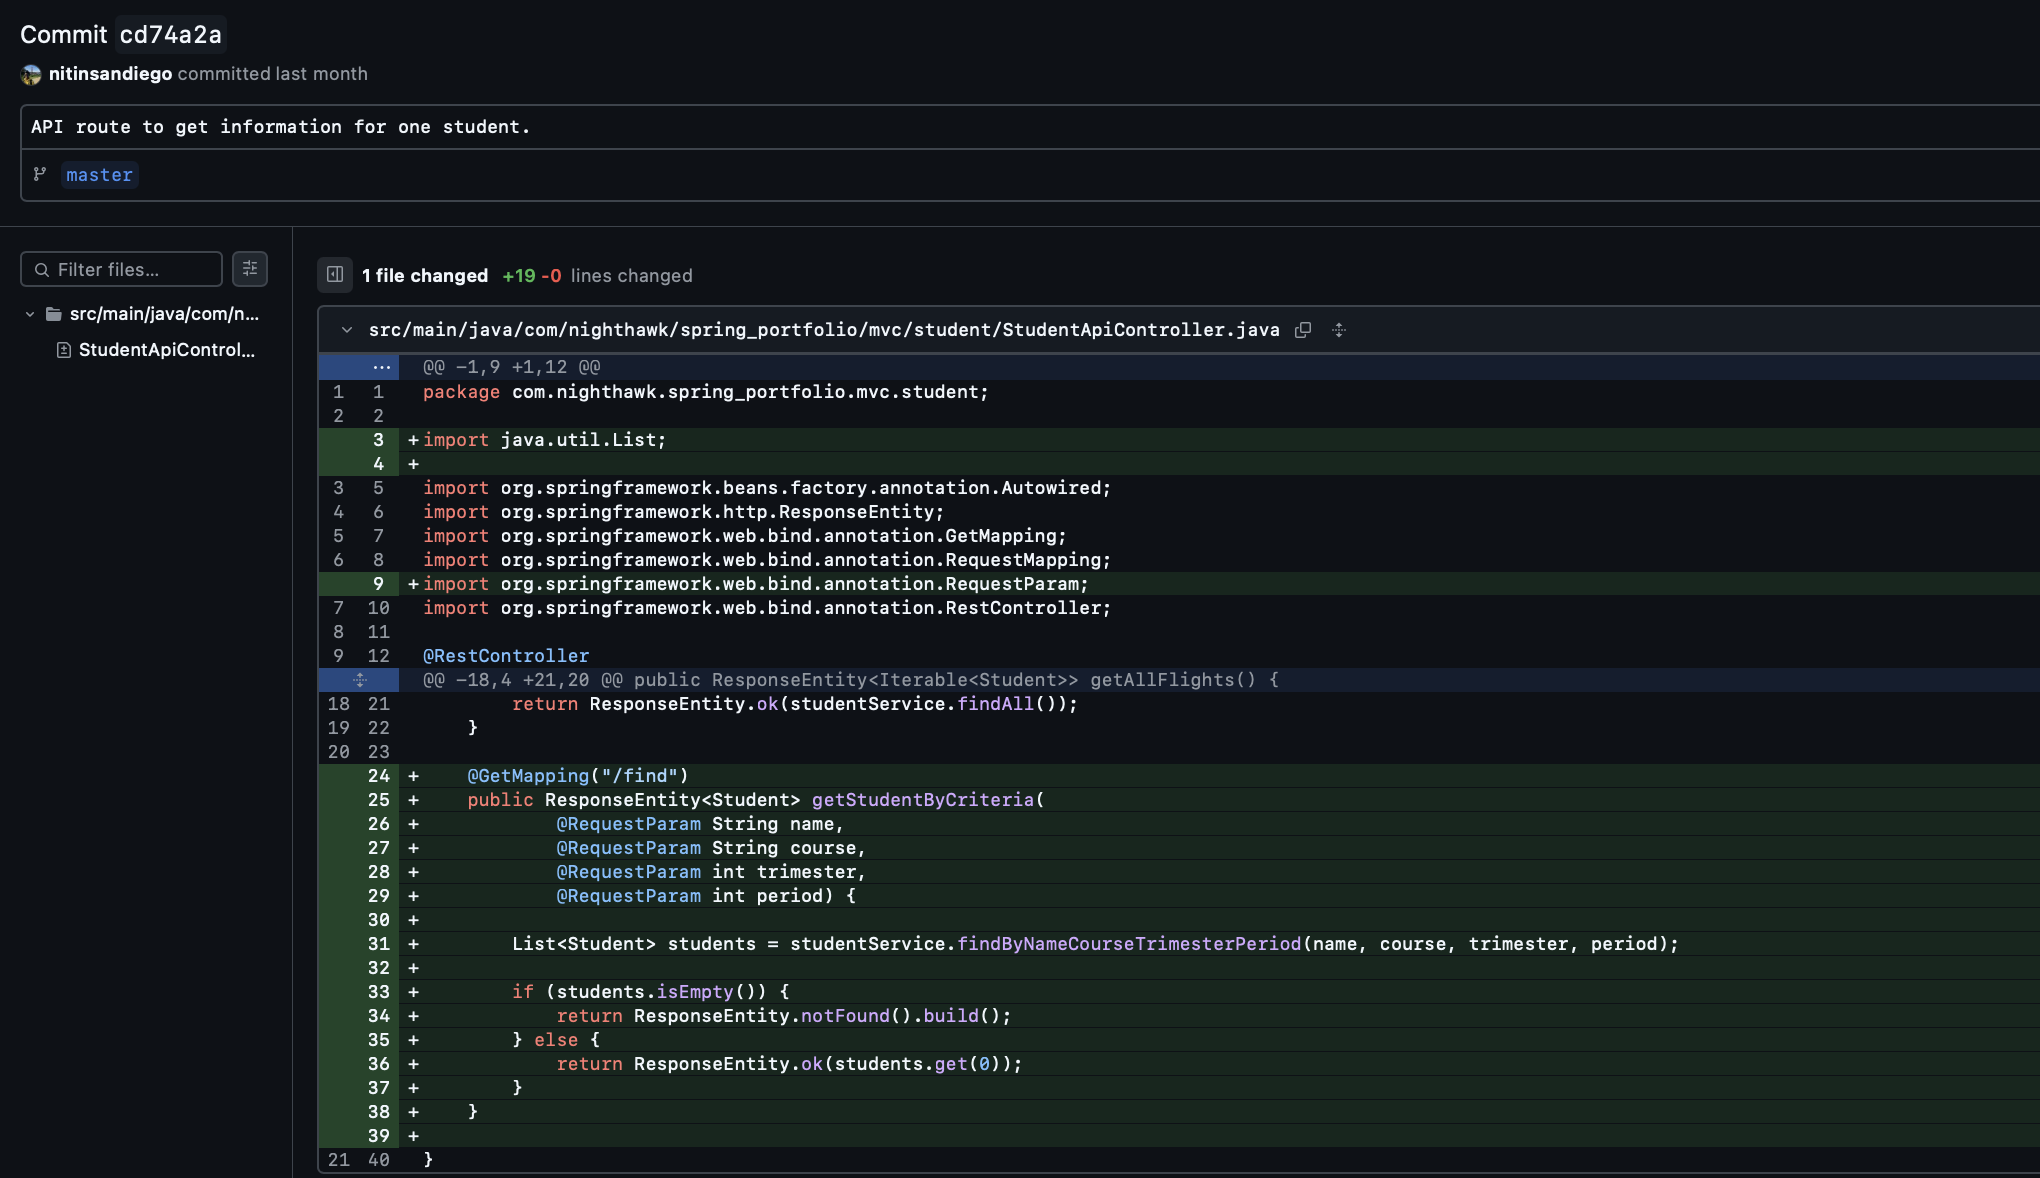 Commit cd74a2a
nitinsandiego committed last month
API route to get information for one student.
master
Filter files...
src/main/java/com/n...
StudentApiControl...
1 file changed +19 -0 lines changed
src/main/java/com/nighthawk/spring_portfolio/mvc/student/StudentApiController.java
... @@ -1,9 +1,12 @@
1 1 package com.nighthawk.spring_portfolio.mvc.student;
2 2
3 +import java.util.List;
4 +
3 5 import org.springframework.beans.factory.annotation.Autowired;
4 6 import org.springframework.http.ResponseEntity;
5 7 import org.springframework.web.bind.annotation.GetMapping;
6 8 import org.springframework.web.bind.annotation.RequestMapping;
9 +import org.springframework.web.bind.annotation.RequestParam;
7 10 import org.springframework.web.bind.annotation.RestController;
8 11
9 12 @RestController
@@ -18,4 +21,20 @@ public ResponseEntity<Iterable<Student>> getAllFlights() {
18 21 return ResponseEntity.ok(studentService.findAll());
19 22 }
20 23
24 + @GetMapping("/find")
25 + public ResponseEntity<Student> getStudentByCriteria(
26 + @RequestParam String name,
27 + @RequestParam String course,
28 + @RequestParam int trimester,
29 + @RequestParam int period) {
30 +
31 + List<Student> students = studentService.findByNameCourseTrimesterPeriod(name, course, trimester, period);
32 +
33 + if (students.isEmpty()) {
34 + return ResponseEntity.notFound().build();
35 + } else {
36 + return ResponseEntity.ok(students.get(0));
37 + }
38 + }
39 +
21 40 }